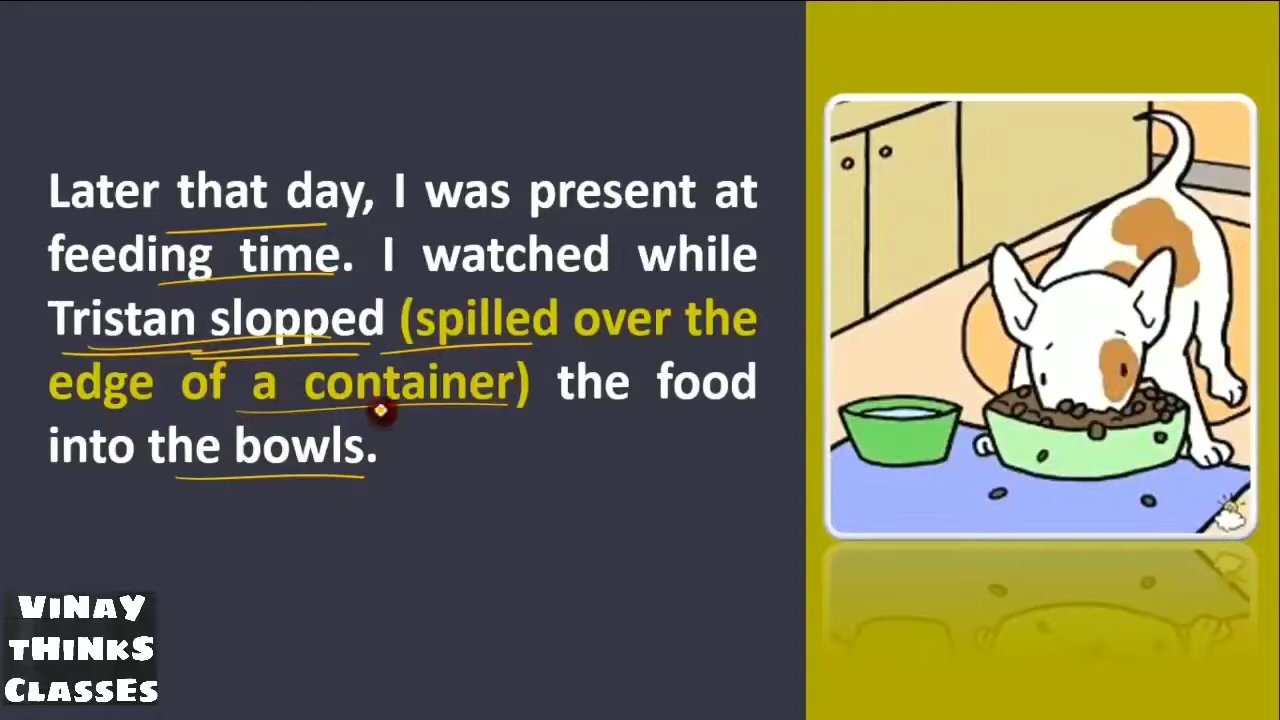 Later that day, I was present at
feeding time. I watched while
Tristan slopped (spilled over the
edge of a container) the food
into the bowls.
ViNAY
THiNKS
CLASSES